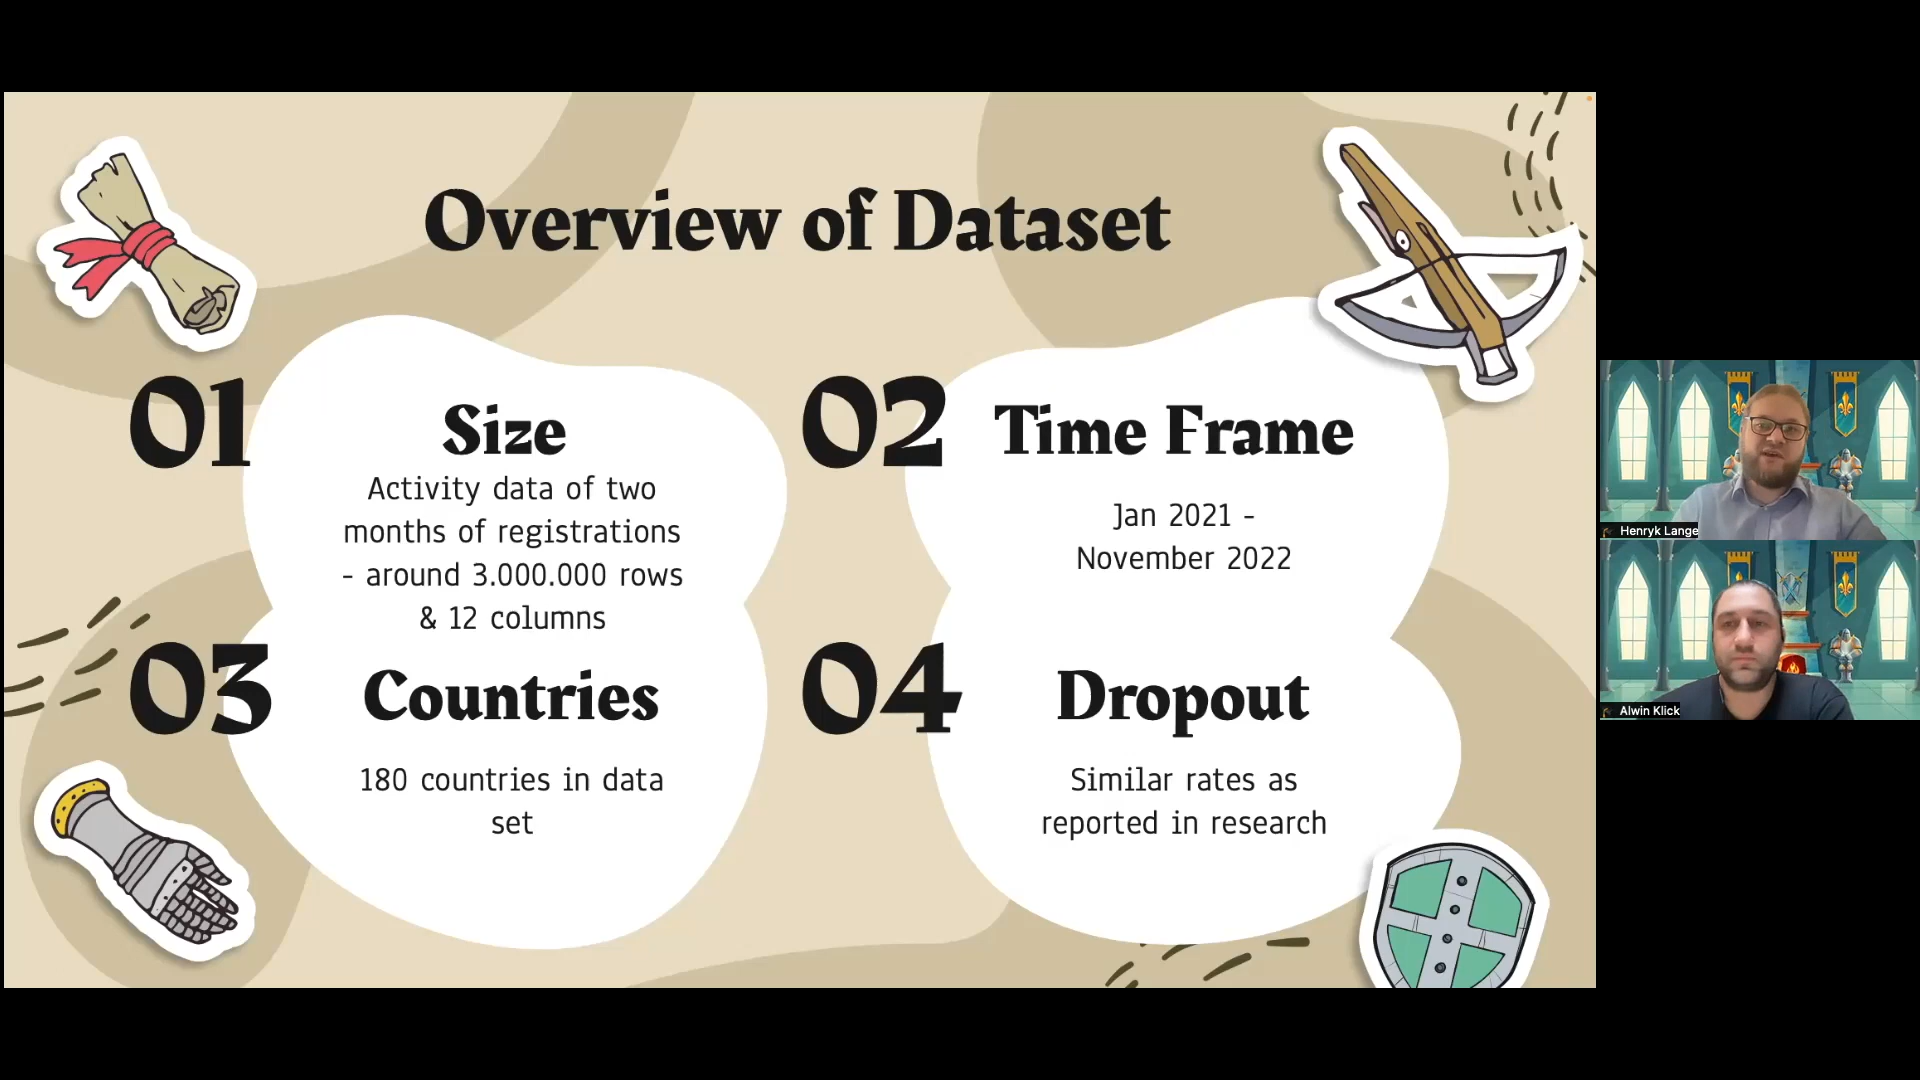 Overview of Dataset
01
Size
Activity data of two
months of registrations
- around 3.000.000 rows
& 12 columns
02
Time Frame
Jan 2021 -
November 2022
03
Countries
180 countries in data
set
04
Dropout
Similar rates as
reported in research
Henryk Lange
Alwin Klick